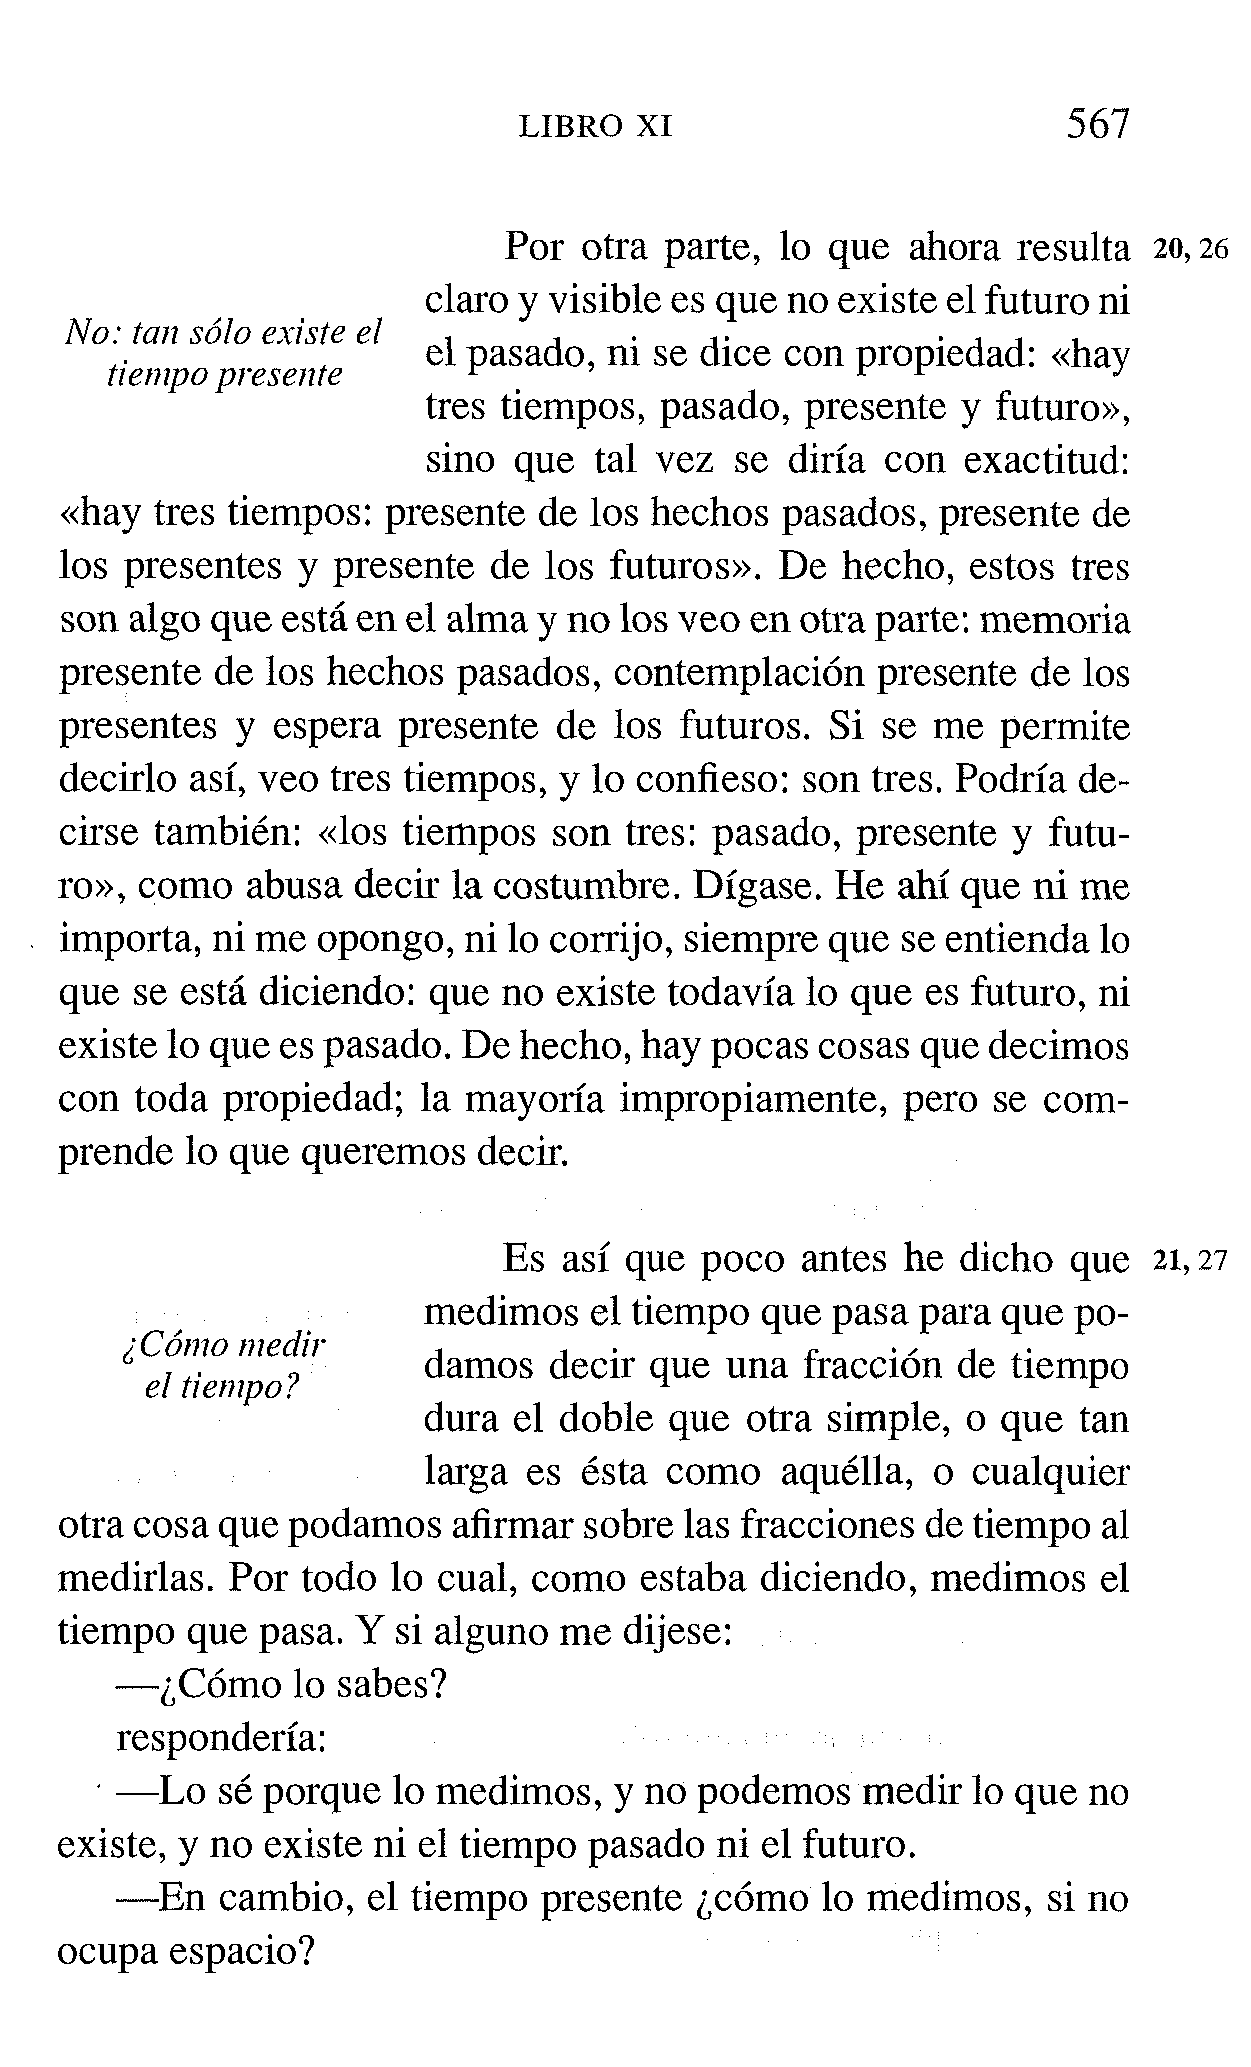 LIBRO XI 567
Por otra parte, lo que ahora resulta 20, 26
claro y visible es que no existe el futuro ni
No: tan sólo existe el
tiempo presente
el pasado, ni se dice con propiedad: «hay
tres tiempos, pasado, presente y futuro»,
sino que tal vez se diría con exactitud:
«hay tres tiempos: presente de los hechos pasados, presente de
los presentes y presente de los futuros». De hecho, estos tres
son algo que está en el alma y no los veo en otra parte: memoria
presente de los hechos pasados, contemplación presente de los
presentes y espera presente de los futuros. Si se me permite
decirlo así, veo tres tiempos, y lo confieso: son tres. Podría de-
cirse también: «los tiempos son tres: pasado, presente y futu-
ro», como abusa decir la costumbre. Dígase. He ahí que ni me
importa, ni me opongo, ni lo corrijo, siempre que se entienda lo
que se está diciendo: que no existe todavía lo que es futuro, ni
existe lo que es pasado. De hecho, hay pocas cosas que decimos
con toda propiedad; la mayoría impropiamente, pero se com-
prende lo que queremos decir.
Es así que poco antes he dicho que 21, 27
medimos el tiempo que pasa para que po-
¿Cómo medir
el tiempo?
damos decir que una fracción de tiempo
dura el doble que otra simple, o que tan
larga es ésta como aquélla, o cualquier
otra cosa que podamos afirmar sobre las fracciones de tiempo al
medirlas. Por todo lo cual, como estaba diciendo, medimos el
tiempo que pasa. Y si alguno me dijese:
—¿Cómo lo sabes?
respondería:
—Lo sé porque lo medimos, y no podemos medir lo que no
existe, y no existe ni el tiempo pasado ni el futuro.
—En cambio, el tiempo presente ¿cómo lo medimos, si no
ocupa espacio?